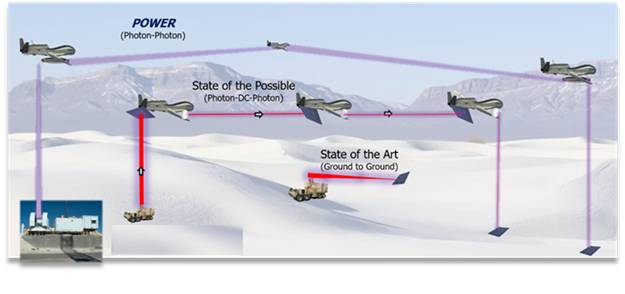 POWER
(Photon-Photon)
State of the Possible
(Photon-DC-Photon)
State of the Art
(Ground to Ground)